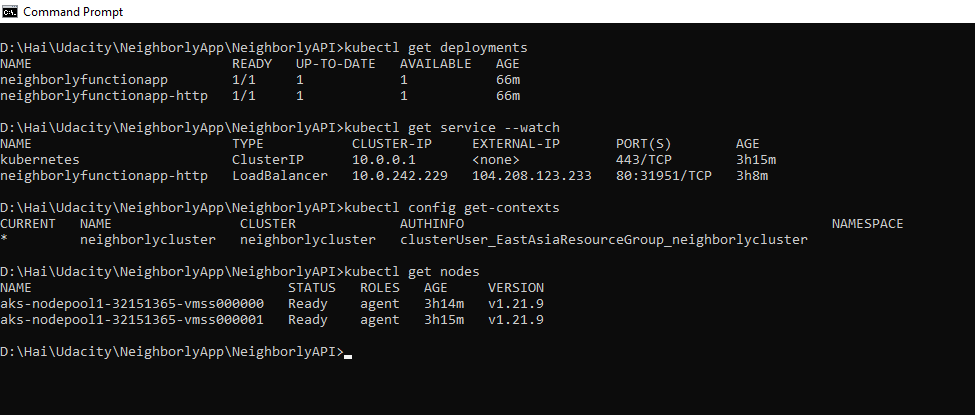 Command Prompt
D:\Hai\Udacity\NeighborlyApp\NeighborlyAPI>kubectl get deployments
NAME READY UP-TO-DATE AVAILABLE AGE
neighborlyfunctionapp 1/1 1 1 66m
neighborlyfunctionapp-http 1/1 1 1 66m
D:\Hai\Udacity\NeighborlyApp\NeighborlyAPI>kubectl get service --watch
NAME TYPE CLUSTER-IP EXTERNAL-IP PORT(S) AGE
kubernetes ClusterIP 10.0.0.1 <none> 443/TCP 3h15m
neighborlyfunctionapp-http LoadBalancer 10.0.242.229 104.208.123.233 80:31951/TCP 3h8m
D:\Hai\Udacity\NeighborlyApp\NeighborlyAPI>kubectl config get-contexts
CURRENT NAME CLUSTER AUTHINFO NAMESPACE
* neighborlycluster neighborlycluster clusterUser_EastAsiaResourceGroup_neighborlycluster
D:\Hai\Udacity\NeighborlyApp\NeighborlyAPI>kubectl get nodes
NAME STATUS ROLES AGE VERSION
aks-nodepool1-32151365-vmss000000 Ready agent 3h14m v1.21.9
aks-nodepool1-32151365-vmss000001 Ready agent 3h15m v1.21.9
D:\Hai\Udacity\NeighborlyApp\NeighborlyAPI>